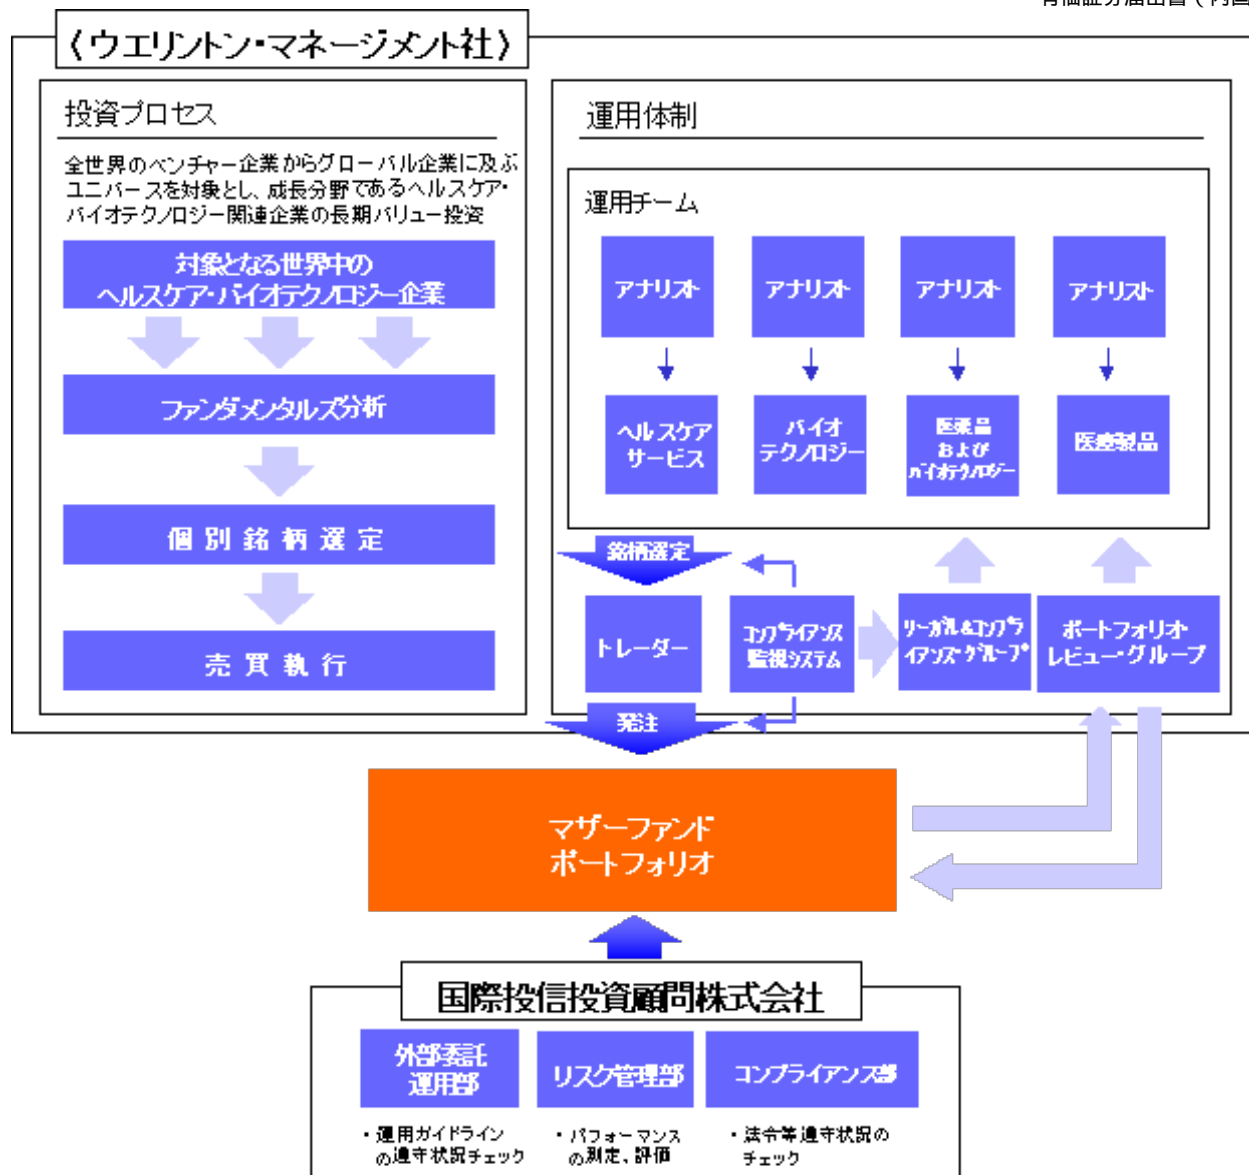 有価証券届出書（内国
〈ウエリントン・マネージメント社〉
投資プロセス
全世界のベンチャー企業からグローバル企業に及ぶ
ユニバースを対象とし、成長分野であるヘルスケア・
バイオテクノロジー関連企業の長期バリュー投資
対象となる世界中の
ヘルスケア・バイオテクノロジー企業
ファンダメンタルズ分析
個別銘柄選定
売買執行
運用体制
運用チーム
アナリスト
アナリスト
アナリスト
アナリスト
ヘルスケア
サービス
バイオ
テクノロジー
医薬品
および
バイオテクノロジー
医療製品
銘柄選定
トレーダー
コンプライアンス
監視システム
リーガル&コンプラ
イアンス・グループ
ポートフォリオ・
レビュー・グループ
発注
マザーファンド
ポートフォリオ
国際投信投資顧問株式会社
外部委託
運用部
リスク管理部
コンプライアンス部
・運用ガイドライン
の遵守状況チェック
・パフォーマンス
の測定、評価
・法令等遵守状況の
チェック